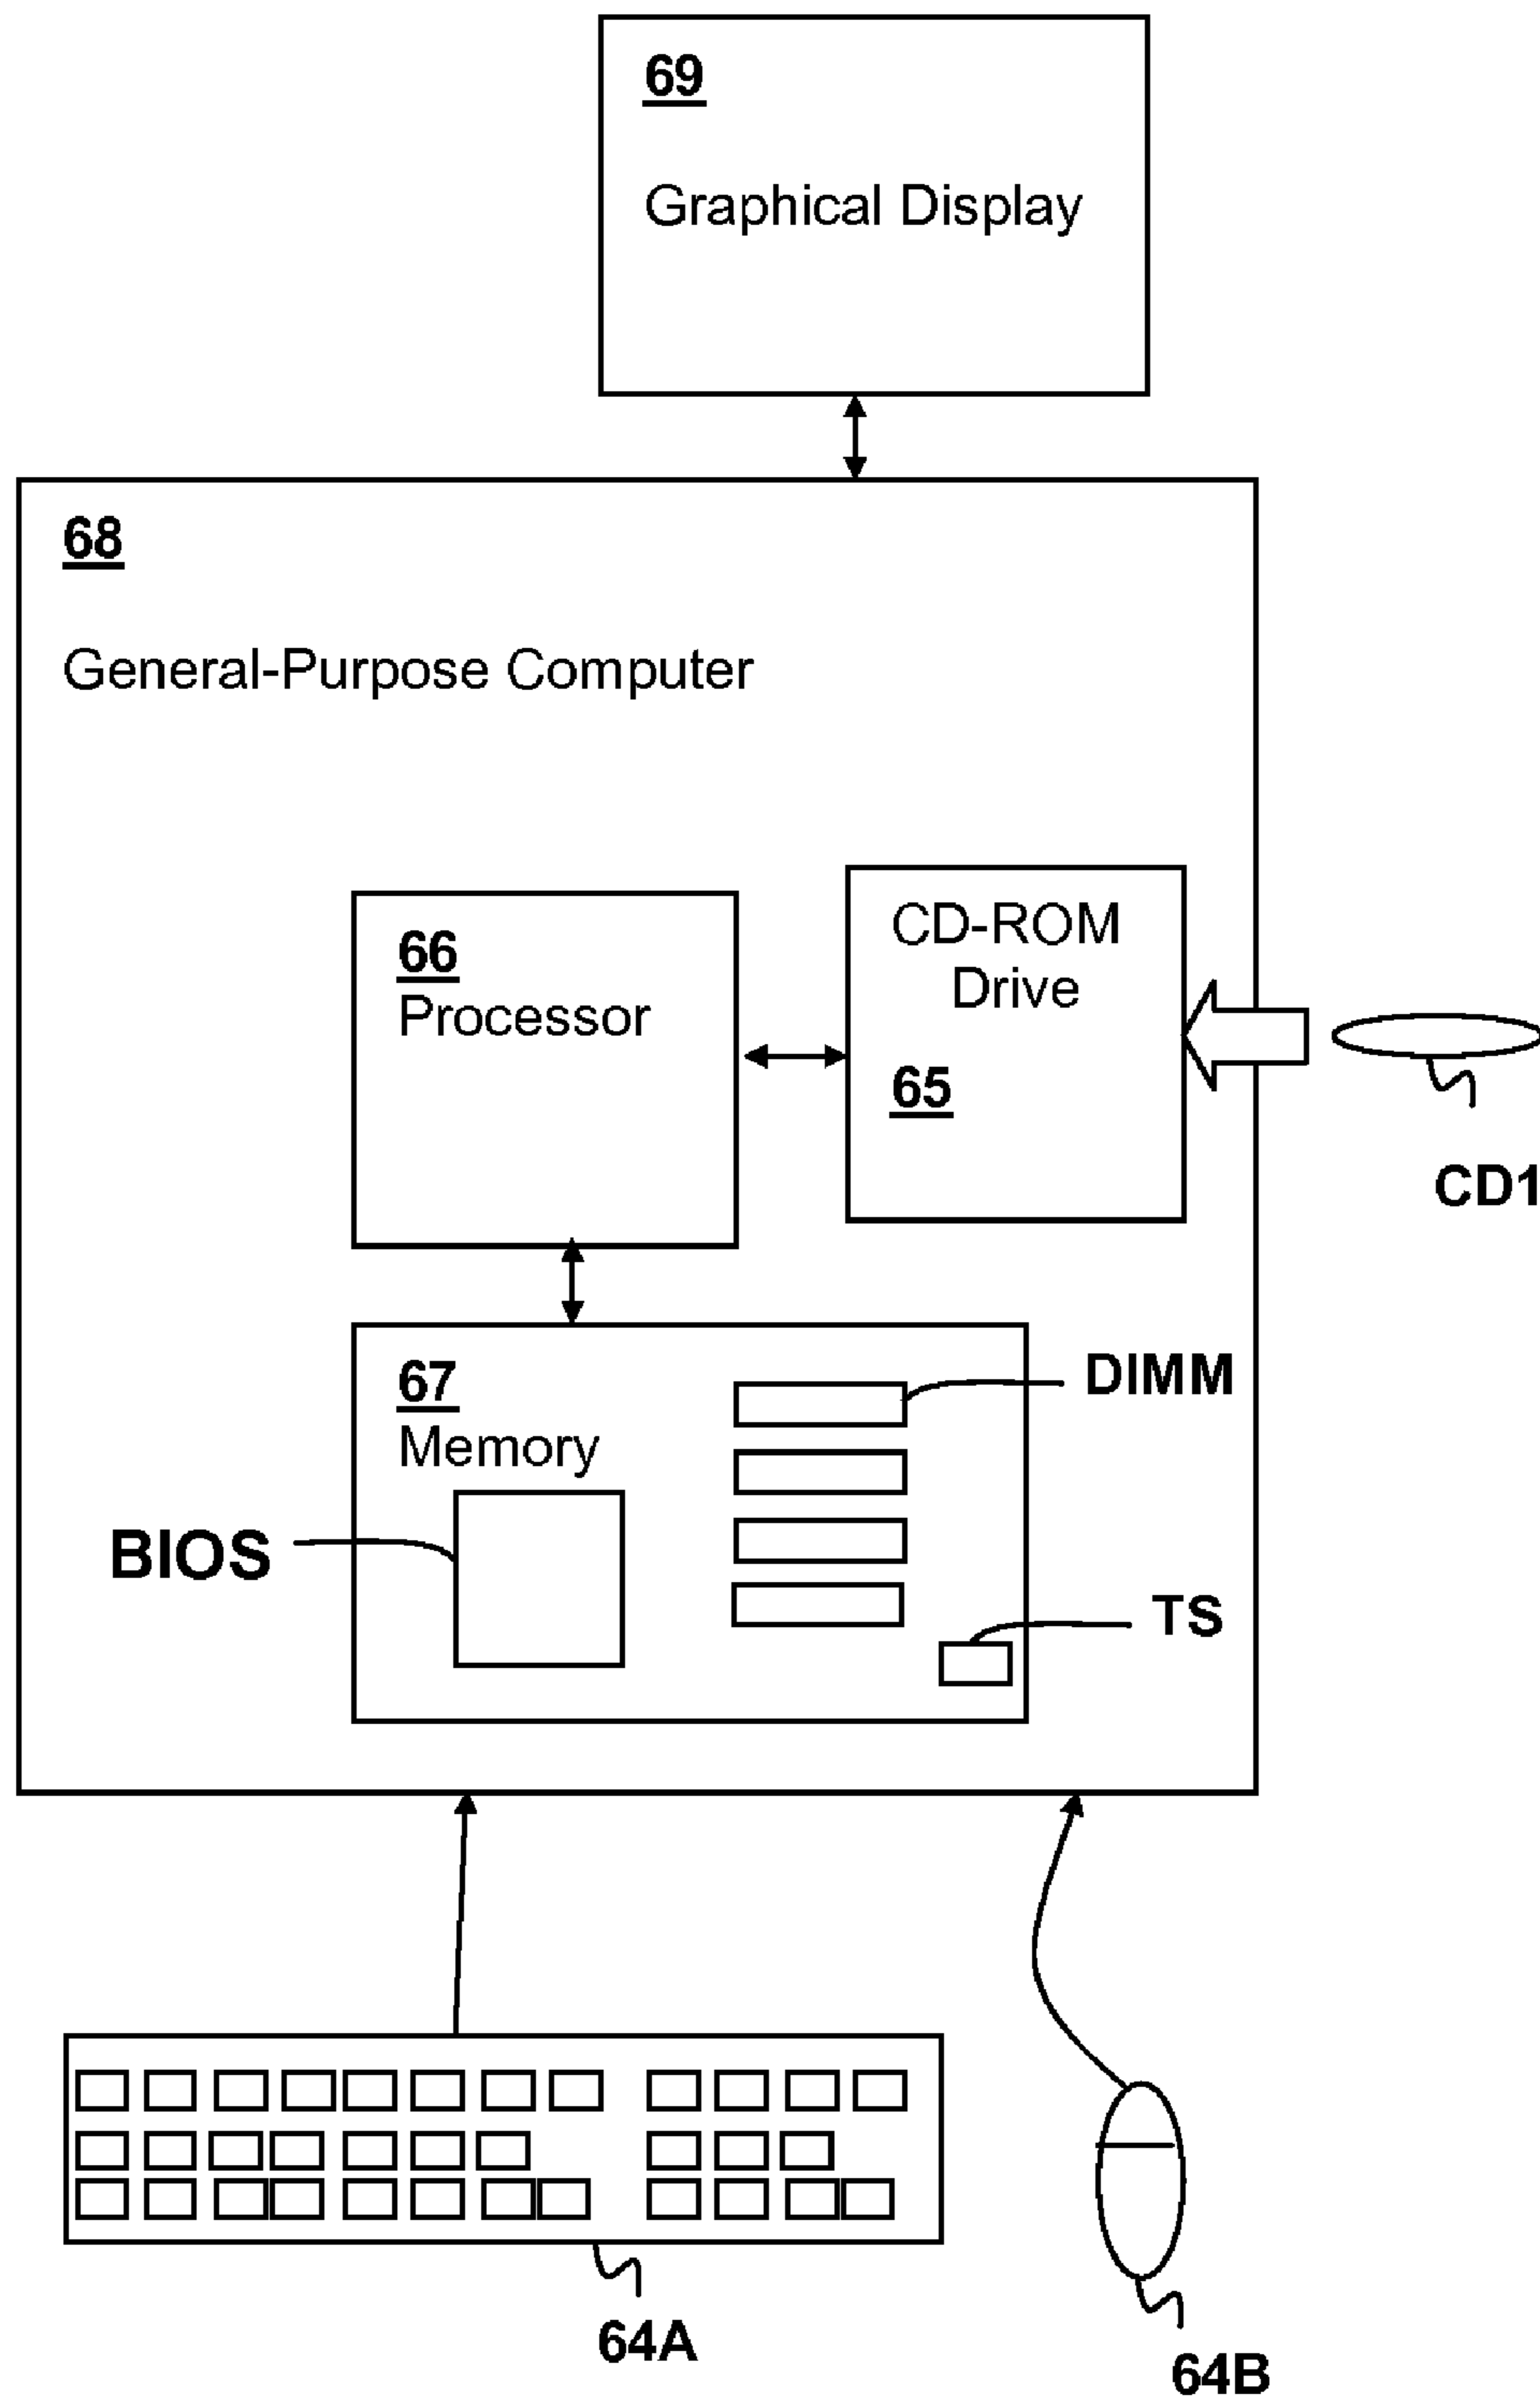 69
Graphical Display
68
General-Purpose Computer
66
Processor
CD-ROM
Drive
65
CD1
67
Memory
DIMM
BIOS
TS
64A
64B